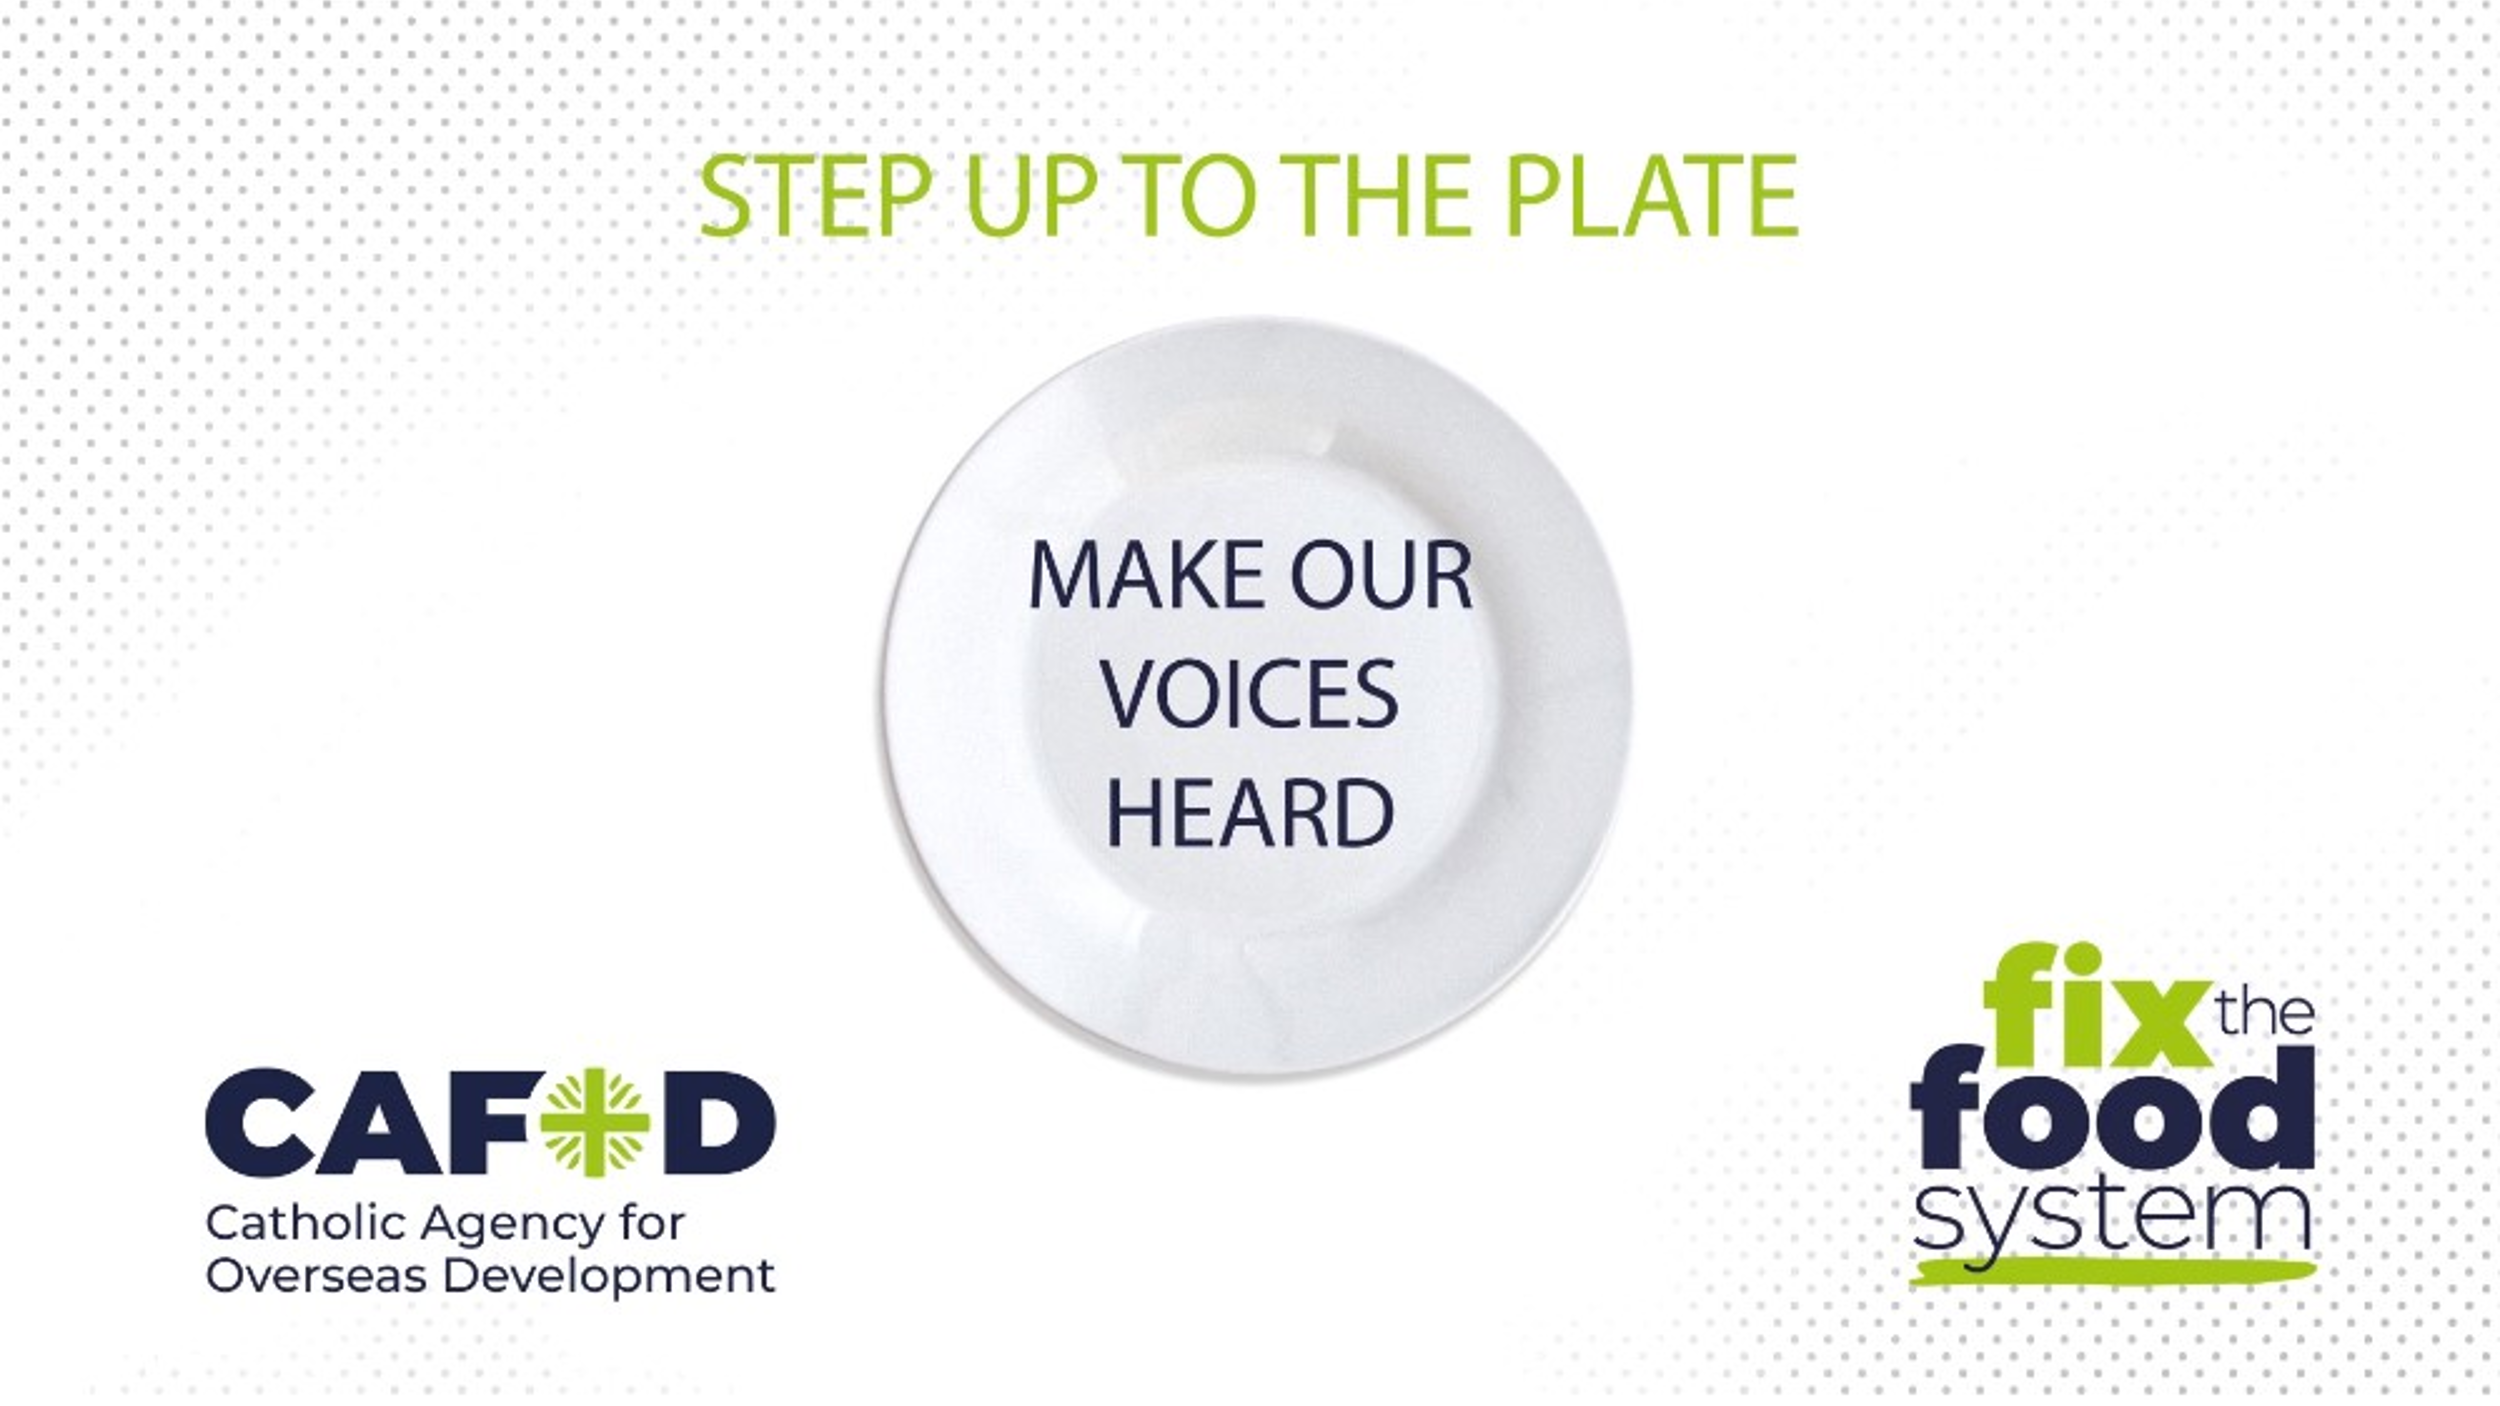 STEP UP TO THE PLATE
MAKE OUR
VOICES
HEARD
CAFOD
Catholic Agency for
Overseas Development
fix the
food
system